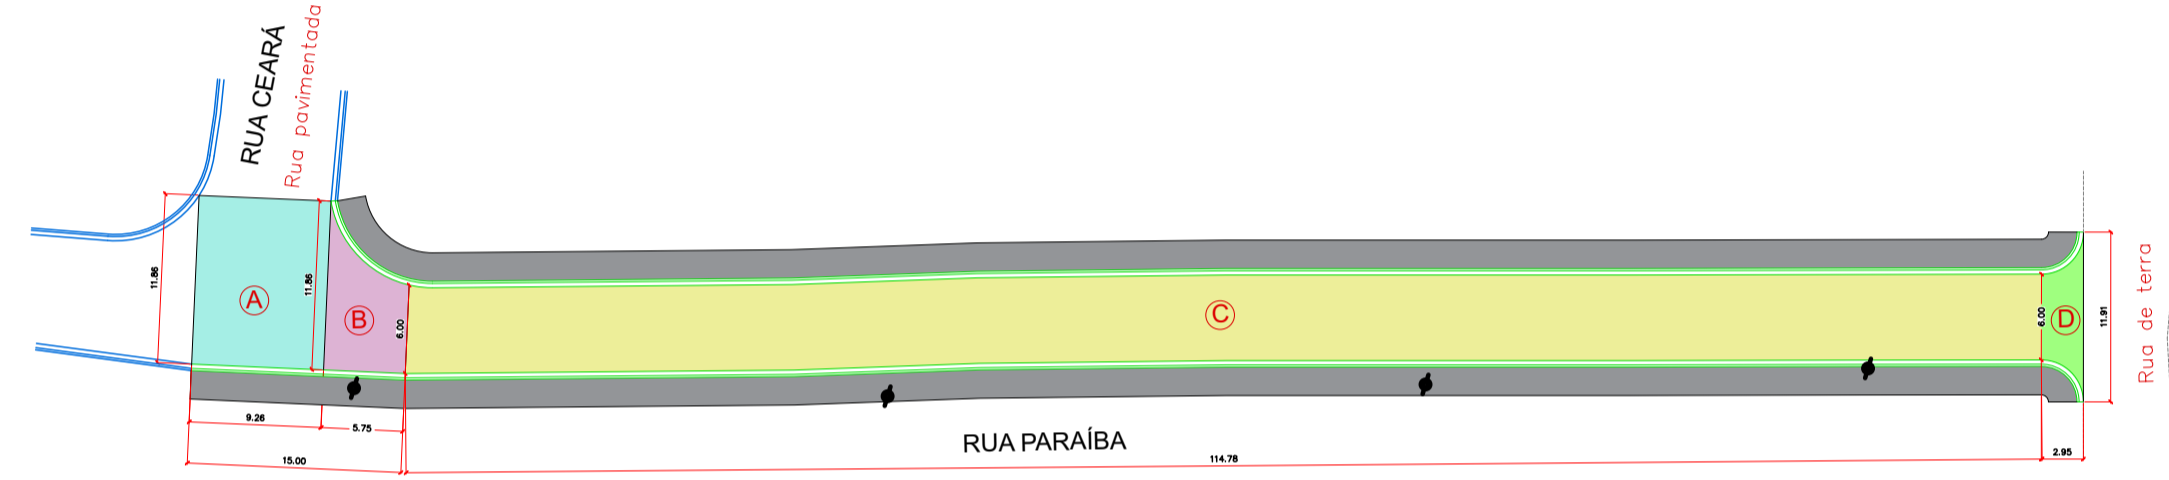 RUA CEARÁ
Rua pavimentada
11.86
11.86
A
B
6.00
C
6.00
D
11.91
Rua de terra
9.26
5.75
15.00
RUA PARAÍBA
114.78
2.95